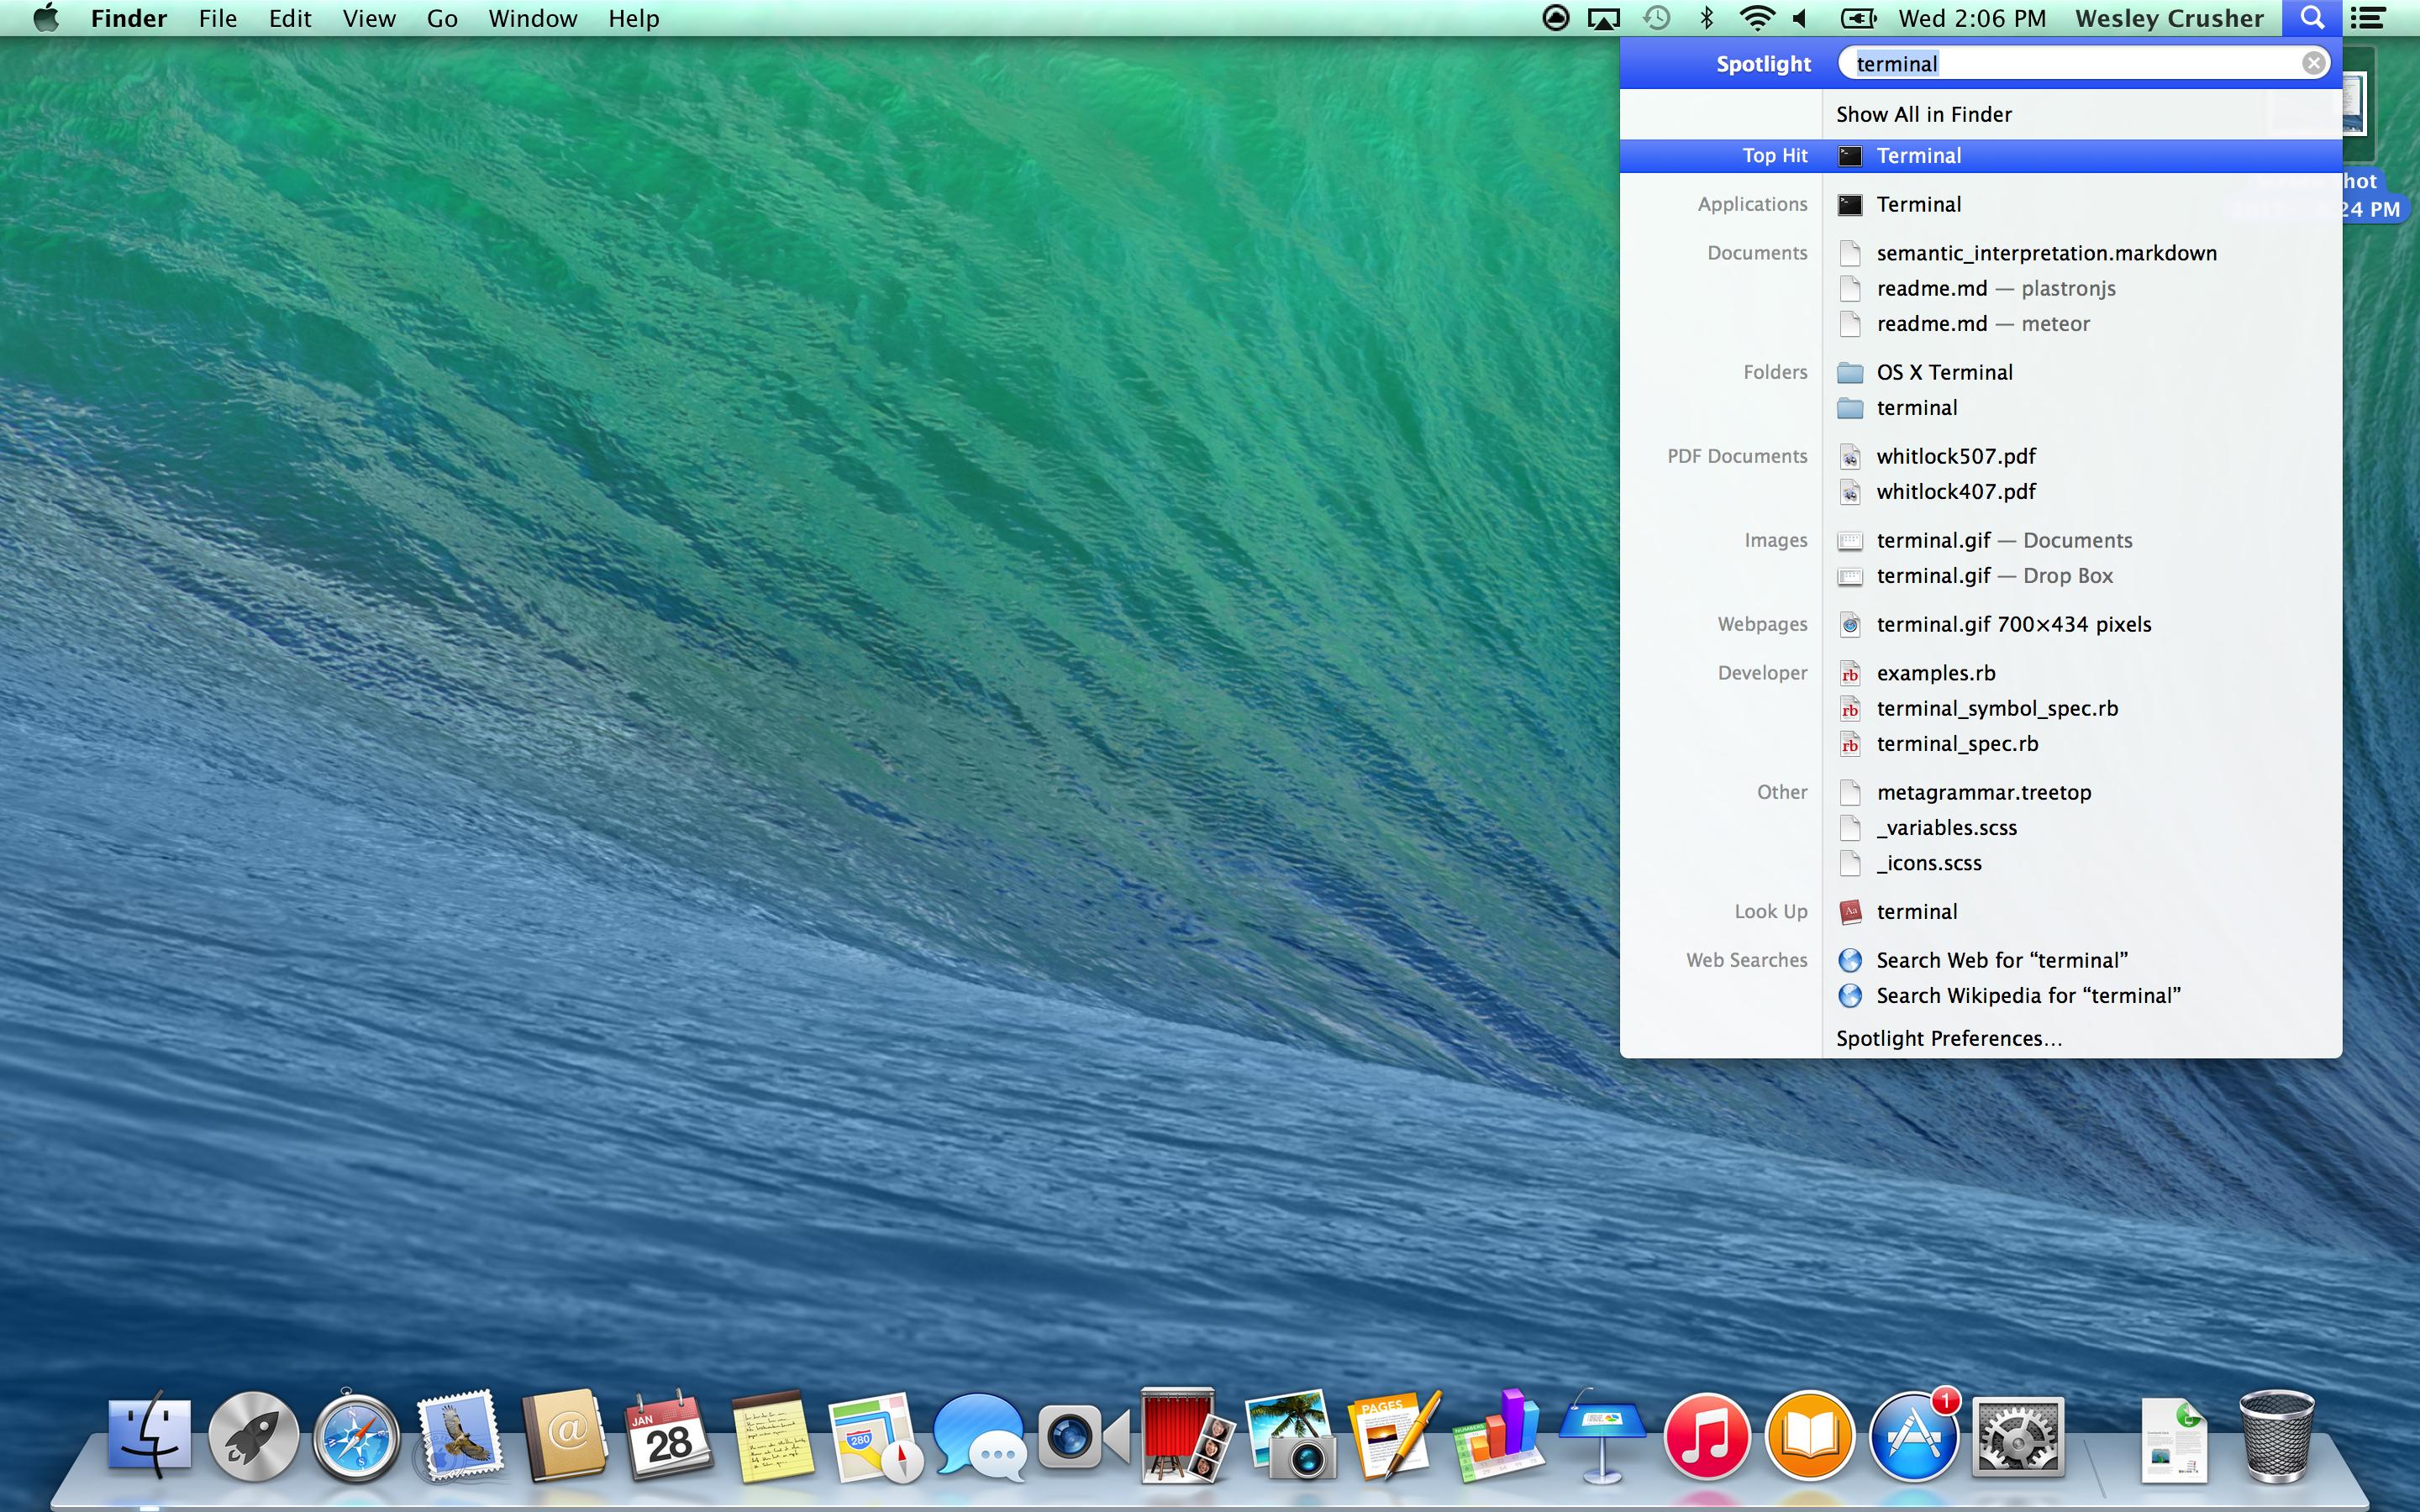 Finder File Edit View Go Window Help Wed 2:06 PM Wesley Crusher
Spotlight terminal
Show All in Finder
Top Hit Terminal
Applications Terminal
Documents semantic_interpretation.markdown
readme.md — plastronjs
readme.md — meteor
Folders OS X Terminal
terminal
PDF Documents whitlock507.pdf
whitlock407.pdf
Images terminal.gif — Documents
terminal.gif — Drop Box
Webpages terminal.gif 700×434 pixels
Developer examples.rb
terminal_symbol_spec.rb
terminal_spec.rb
Other metagrammar.treetop
_variables.scss
_icons.scss
Look Up terminal
Web Searches Search Web for “terminal”
Search Wikipedia for “terminal”
Spotlight Preferences...
hot
24 PM
JAN
28
280
PAGES
NUMBERS
1